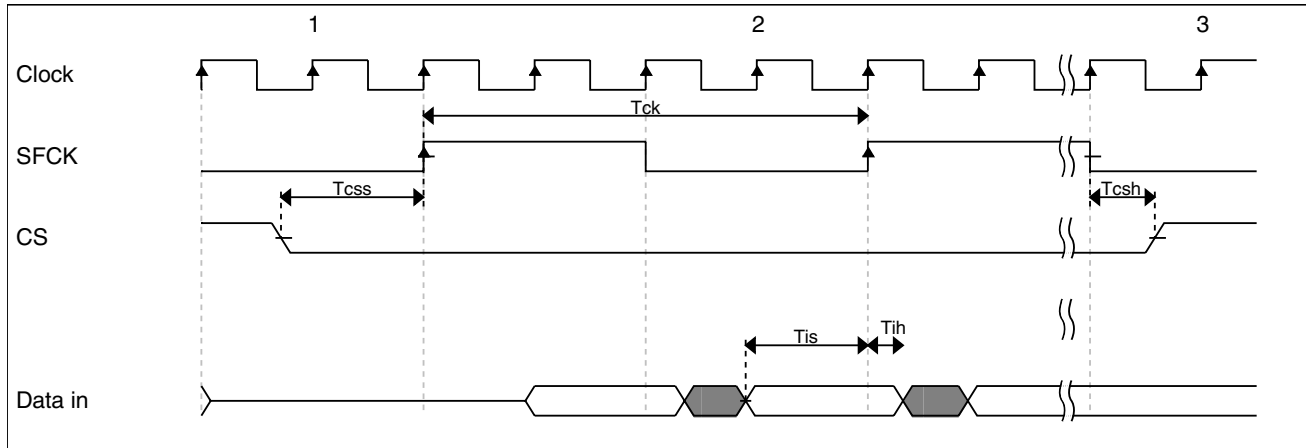 1 2 3
Clock
Tck
SFCK
Tcss Tcsh
CS
Tis Tih
Data in